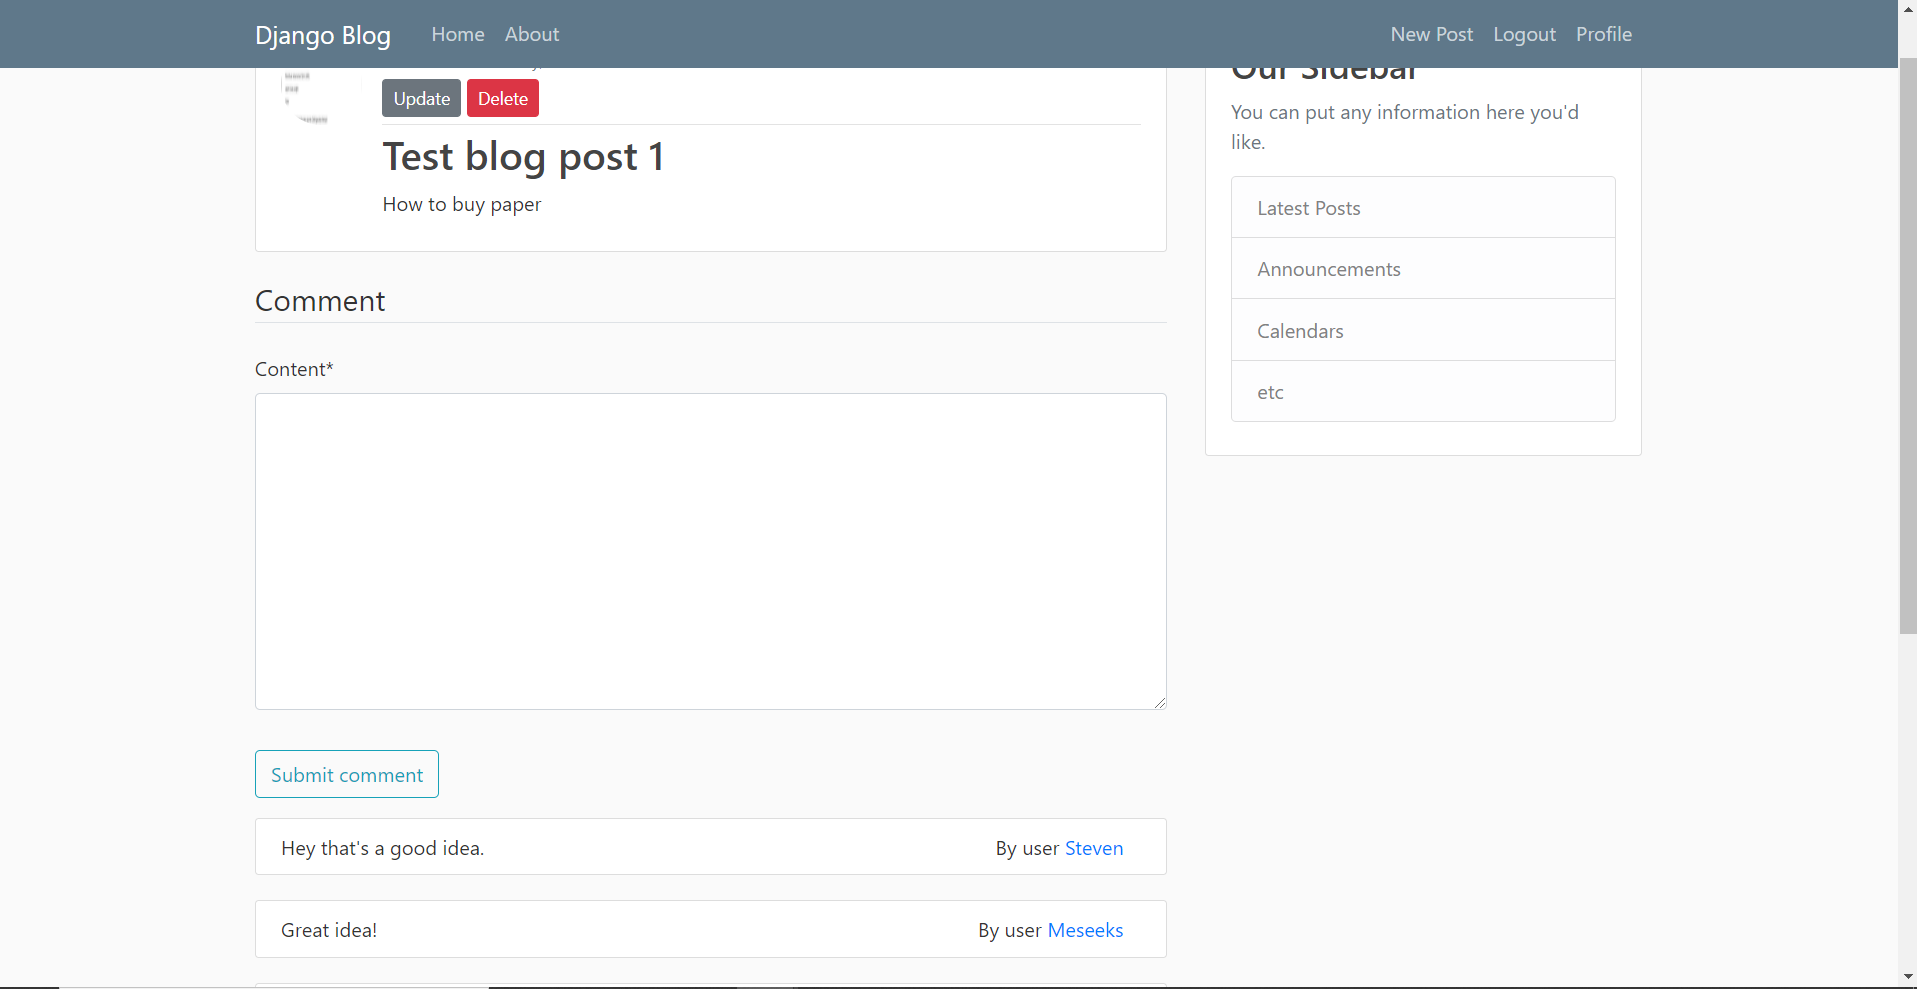 Django Blog Home About New Post Logout Profile
Update Delete
Test blog post 1
How to buy paper
Comment
Content*
Submit comment
Hey that's a good idea. By user Steven
Great idea! By user Meseeks
Our Sidebar
You can put any information here you'd
like.
Latest Posts
Announcements
Calendars
etc